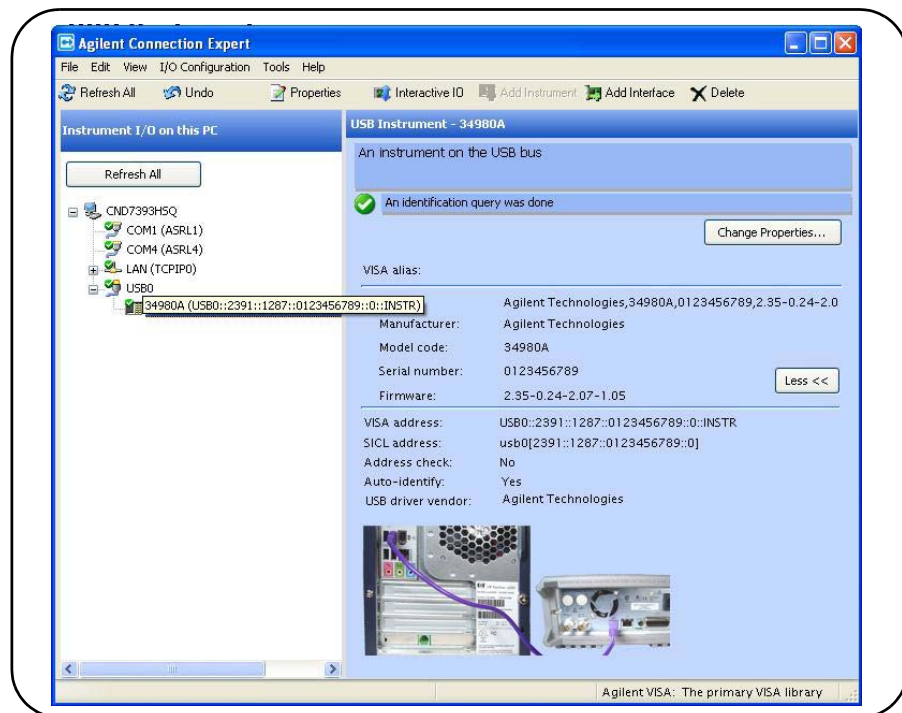 Agilent Connection Expert
File Edit View I/O Configuration Tools Help
Refresh All Undo Properties Interactive IO Add Instrument Add Interface Delete
Instrument I/O on this PC
Refresh All
CND7393HSQ
COM1 (ASRL1)
COM4 (ASRL4)
LAN (TCPIP0)
USB0
34980A (USB0::2391::1287::0123456789::0::INSTR)
USB Instrument - 34980A
An instrument on the USB bus
An identification query was done
Change Properties...
VISA alias:
Agilent Technologies,34980A,0123456789,2.35-0.24-2.0
Manufacturer: Agilent Technologies
Model code: 34980A
Serial number: 0123456789
Less <<
Firmware: 2.35-0.24-2.07-1.05
VISA address: USB0::2391::1287::0123456789::0::INSTR
SICL address: usb0[2391::1287::0123456789::0]
Address check: No
Auto-identify: Yes
USB driver vendor: Agilent Technologies
Agilent VISA: The primary VISA library